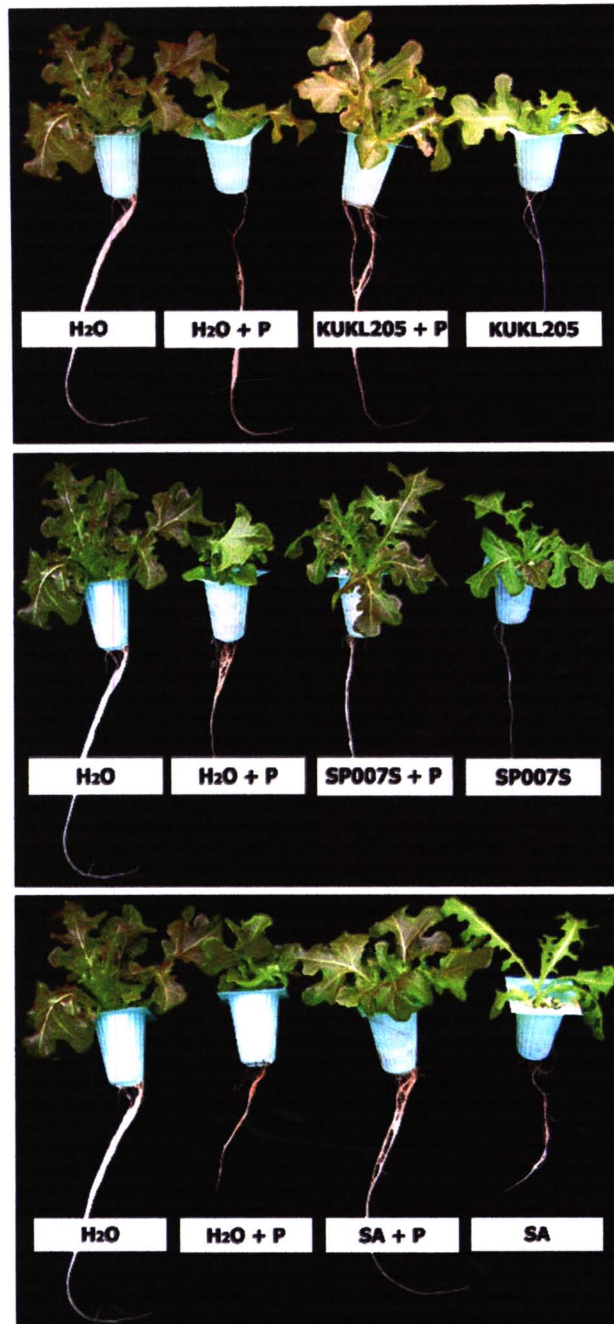 H₂O
H₂O + P
KUKL205 + P
KUKL205
H₂O
H₂O + P
SP007S + P
SP007S
H₂O
H₂O + P
SA + P
SA